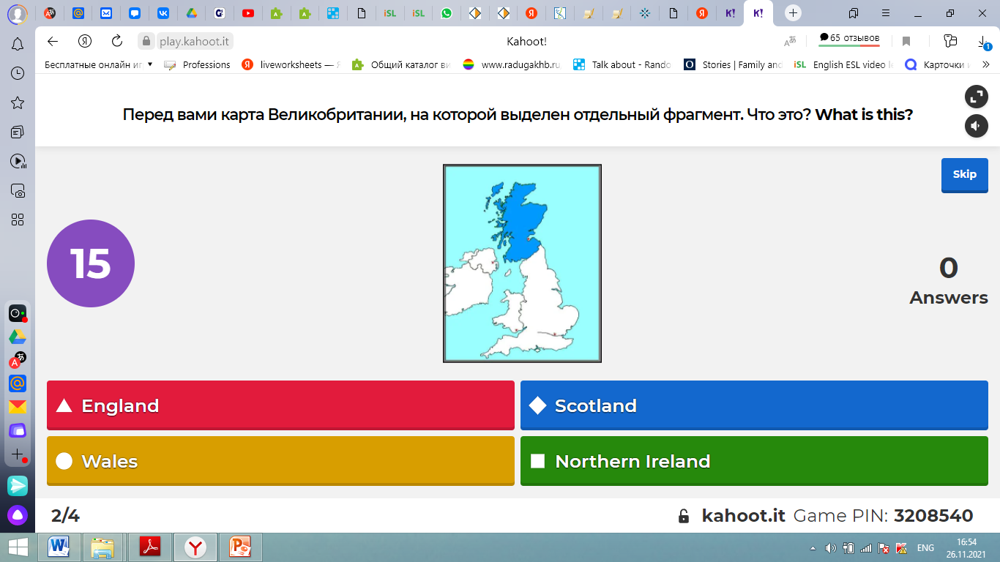 play.kahoot.it
Kahoot!
65 отзывов
1
Бесплатные онлайн иг
Professions
liveworksheets —
Общий каталог ви
www.radugakhb.ru
Talk about - Rando
Stories | Family and
iSL English ESL video le
Карточки и
Перед вами карта Великобритании, на которой выделен отдельный фрагмент. Что это? What is this?
Skip
15
0
Answers
England
Scotland
Wales
Northern Ireland
2/4
kahoot.it Game PIN: 3208540
ENG
16:54
26.11.2021